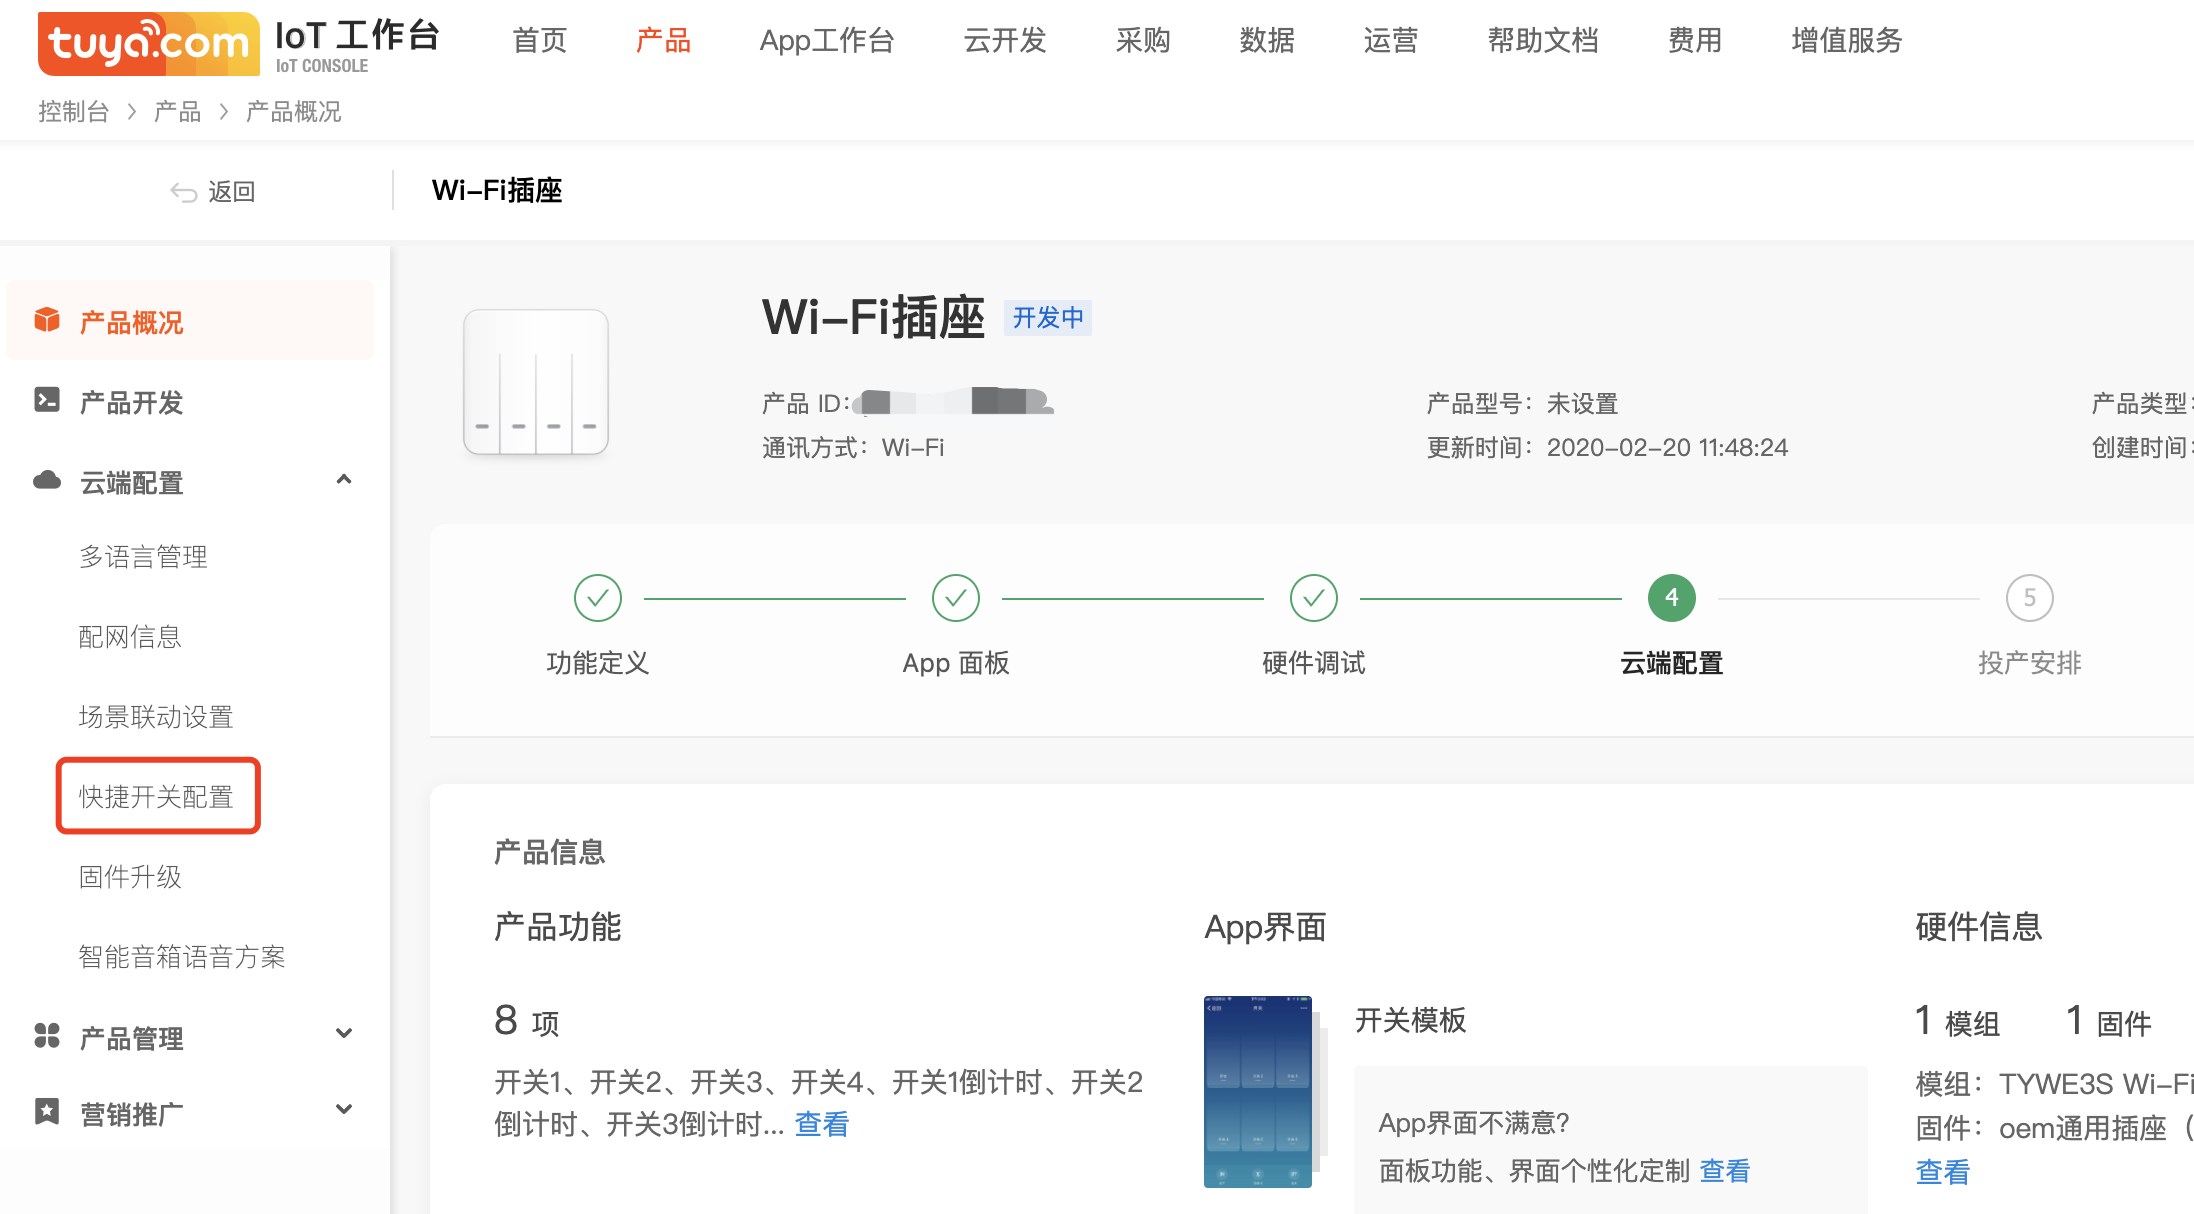 tuya.com IoT 工作台
IoT CONSOLE
首页 产品 App工作台 云开发 采购 数据 运营 帮助文档 费用 增值服务
控制台 > 产品 > 产品概况
返回 Wi-Fi插座
产品概况
产品开发
云端配置
多语言管理
配网信息
场景联动设置
快捷开关配置
固件升级
智能音箱语音方案
产品管理
营销推广
Wi-Fi插座 开发中
产品 ID: 产品型号：未设置 产品类型:
通讯方式：Wi-Fi 更新时间：2020-02-20 11:48:24 创建时间:
4 5
功能定义 App 面板 硬件调试 云端配置 投产安排
产品信息
产品功能
8 项
开关1、开关2、开关3、开关4、开关1倒计时、开关2
倒计时、开关3倒计时... 查看
App界面
开关模板
App界面不满意?
面板功能、界面个性化定制 查看
硬件信息
1 模组 1 固件
模组：TYWE3S Wi-Fi
固件：oem通用插座（
查看